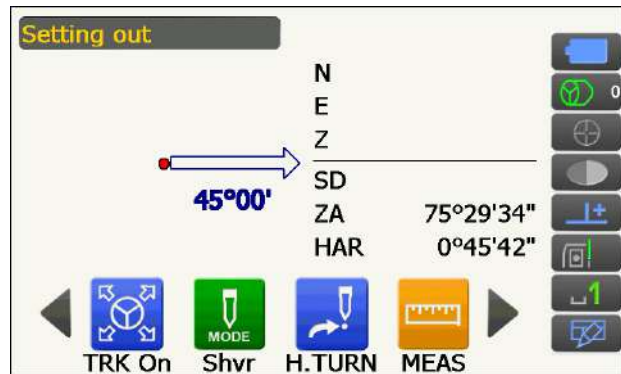 Setting out
N
E
Z
0
SD
45°00'
ZA 75°29'34"
HAR 0°45'42"
1
MODE
TRK On Shvr H.TURN MEAS